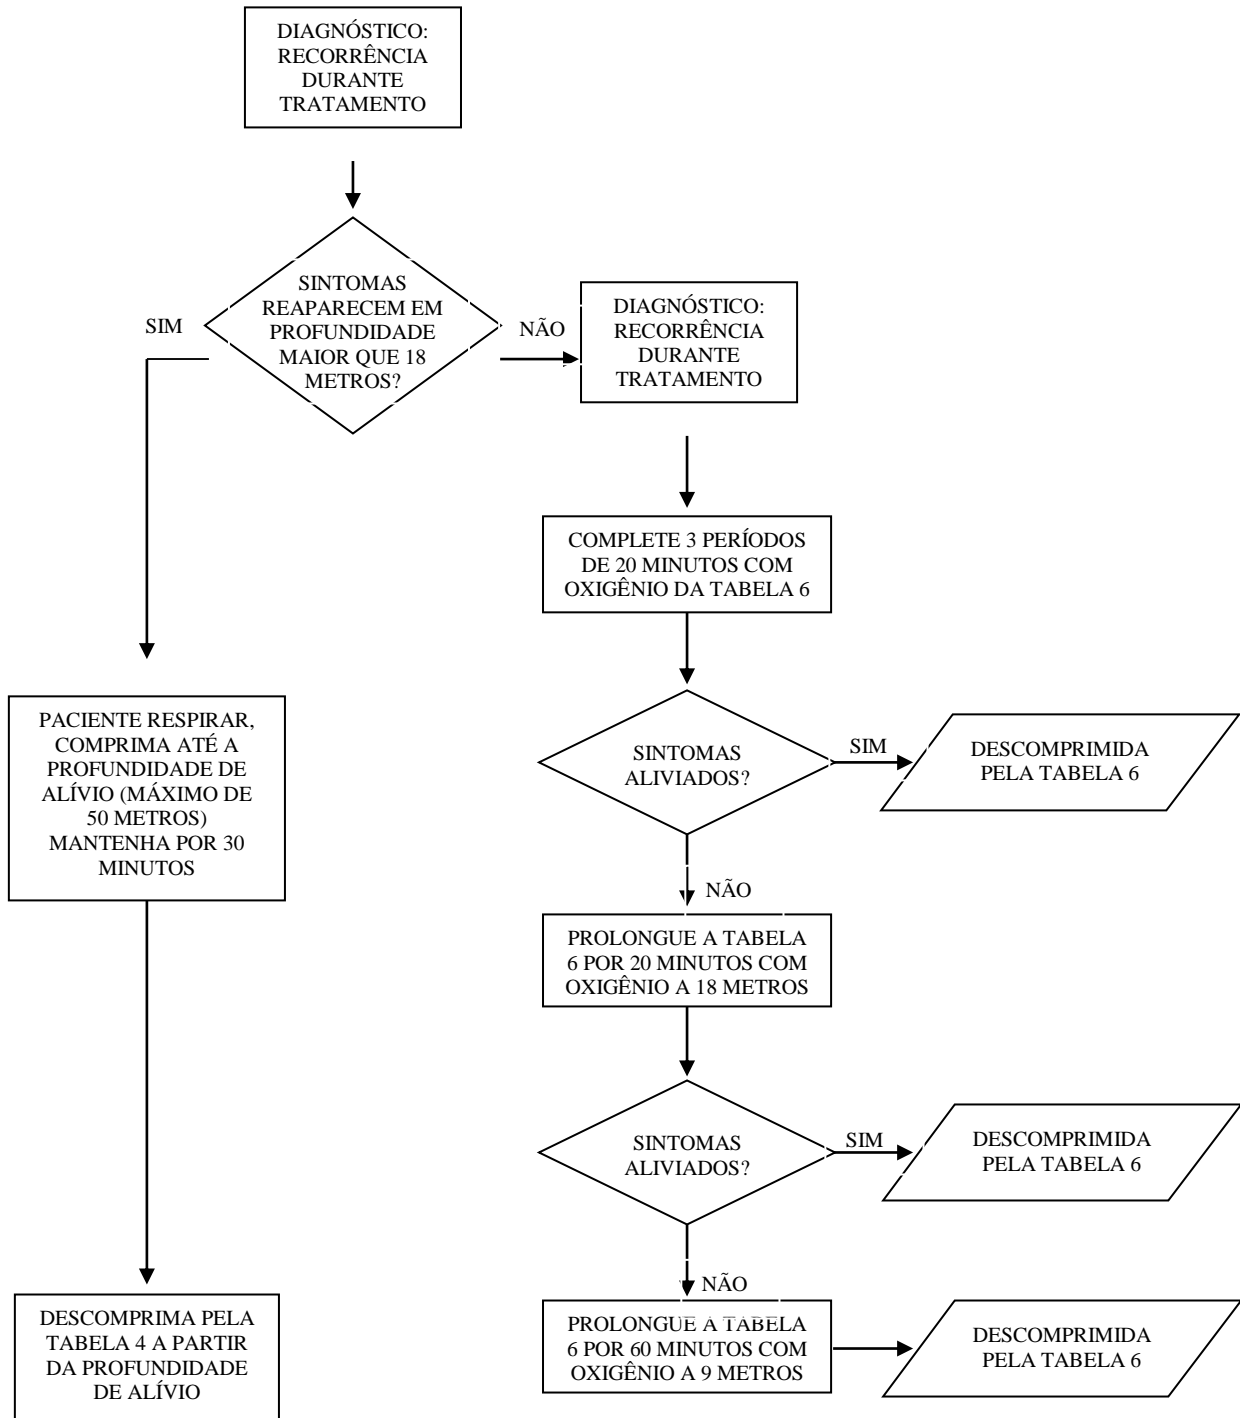 DIAGNÓSTICO:
RECORRÊNCIA
DURANTE
TRATAMENTO
SINTOMAS
REAPARECEM EM
PROFUNDIDADE
MAIOR QUE 18
METROS?
SIM
NÃO
DIAGNÓSTICO:
RECORRÊNCIA
DURANTE
TRATAMENTO
COMPLETE 3 PERÍODOS
DE 20 MINUTOS COM
OXIGÊNIO DA TABELA 6
PACIENTE RESPIRAR,
COMPRIMA ATÉ A
PROFUNDIDADE DE
ALÍVIO (MÁXIMO DE
50 METROS)
MANTENHA POR 30
MINUTOS
SINTOMAS
ALIVIADOS?
SIM
DESCOMPRIMIDA
PELA TABELA 6
NÃO
PROLONGUE A TABELA
6 POR 20 MINUTOS COM
OXIGÊNIO A 18 METROS
SINTOMAS
ALIVIADOS?
SIM
DESCOMPRIMIDA
PELA TABELA 6
NÃO
DESCOMPRIMA PELA
TABELA 4 A PARTIR
DA PROFUNDIDADE
DE ALÍVIO
PROLONGUE A TABELA
6 POR 60 MINUTOS COM
OXIGÊNIO A 9 METROS
DESCOMPRIMIDA
PELA TABELA 6